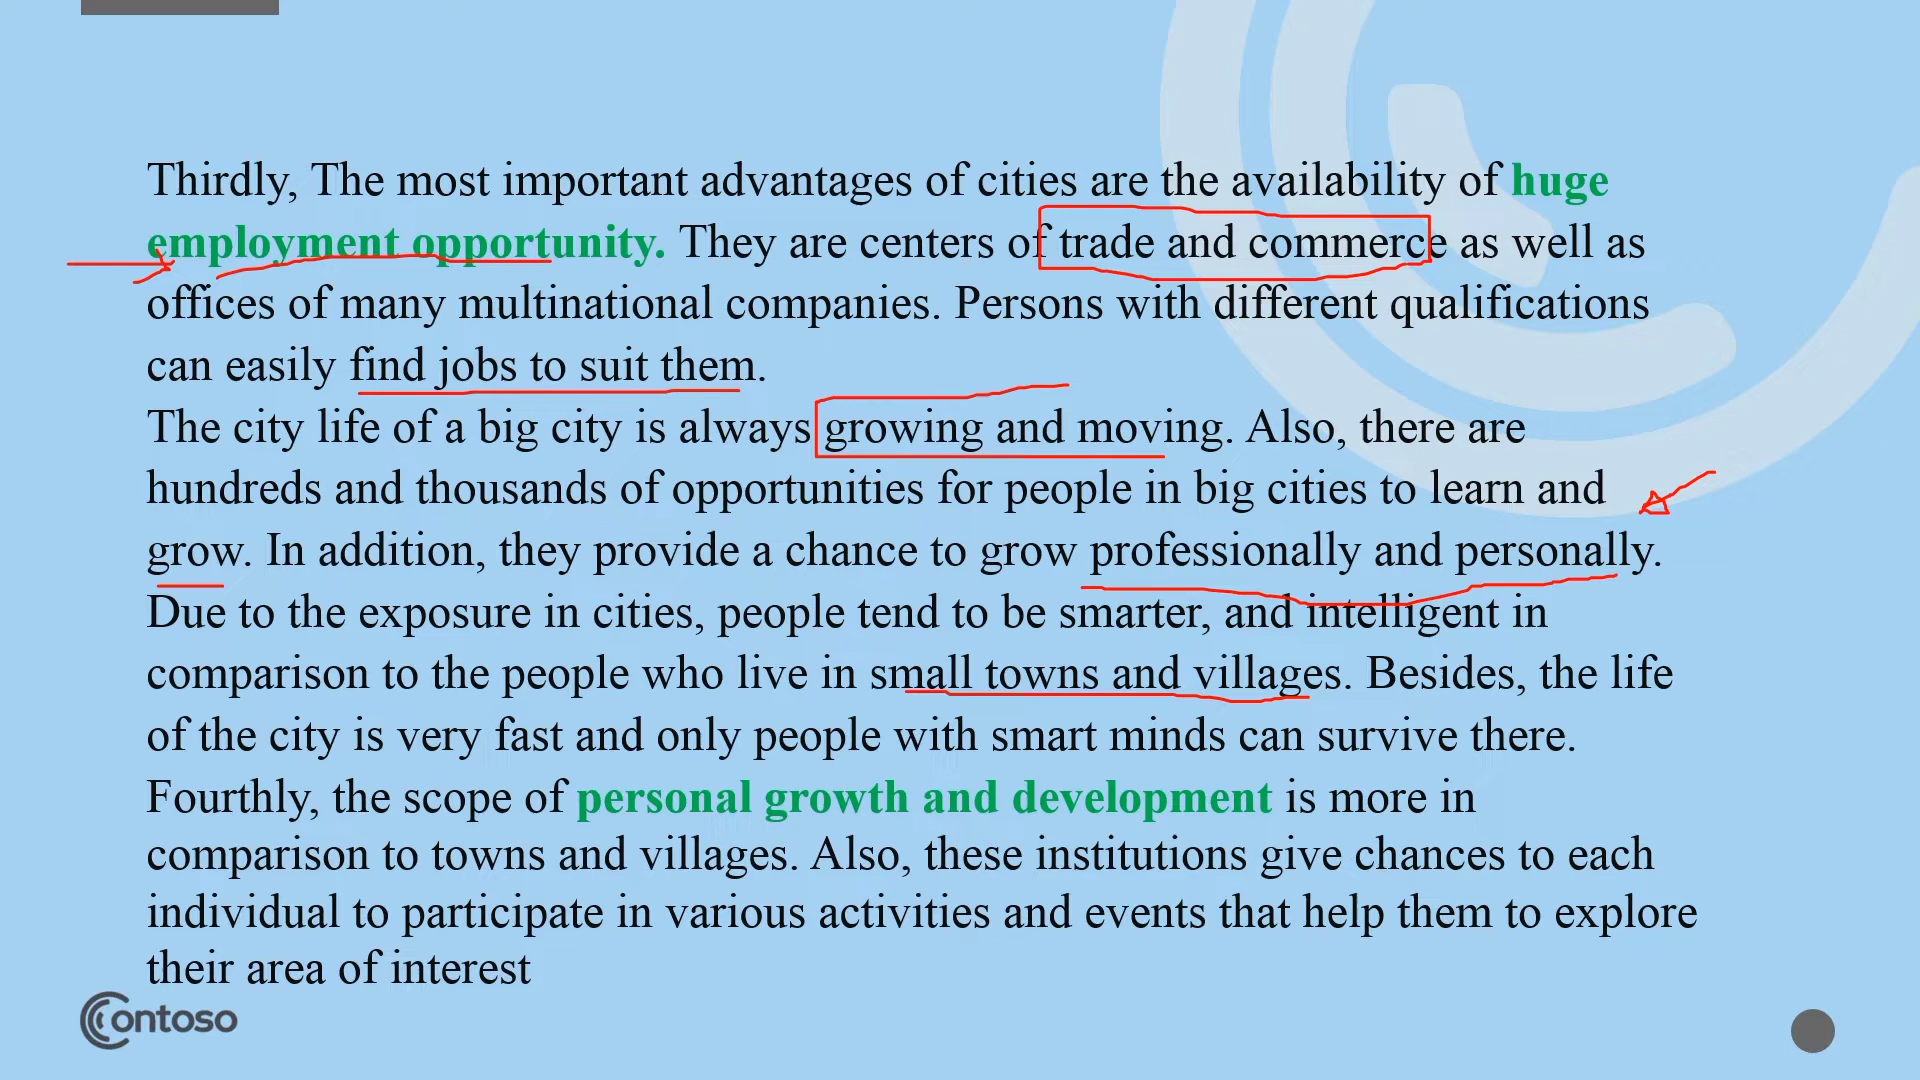 Thirdly, The most important advantages of cities are the availability of huge
employment opportunity. They are centers of trade and commerce as well as
offices of many multinational companies. Persons with different qualifications
can easily find jobs to suit them.
The city life of a big city is always growing and moving. Also, there are
hundreds and thousands of opportunities for people in big cities to learn and
grow. In addition, they provide a chance to grow professionally and personally.
Due to the exposure in cities, people tend to be smarter, and intelligent in
comparison to the people who live in small towns and villages. Besides, the life
of the city is very fast and only people with smart minds can survive there.
Fourthly, the scope of personal growth and development is more in
comparison to towns and villages. Also, these institutions give chances to each
individual to participate in various activities and events that help them to explore
their area of interest
Contoso